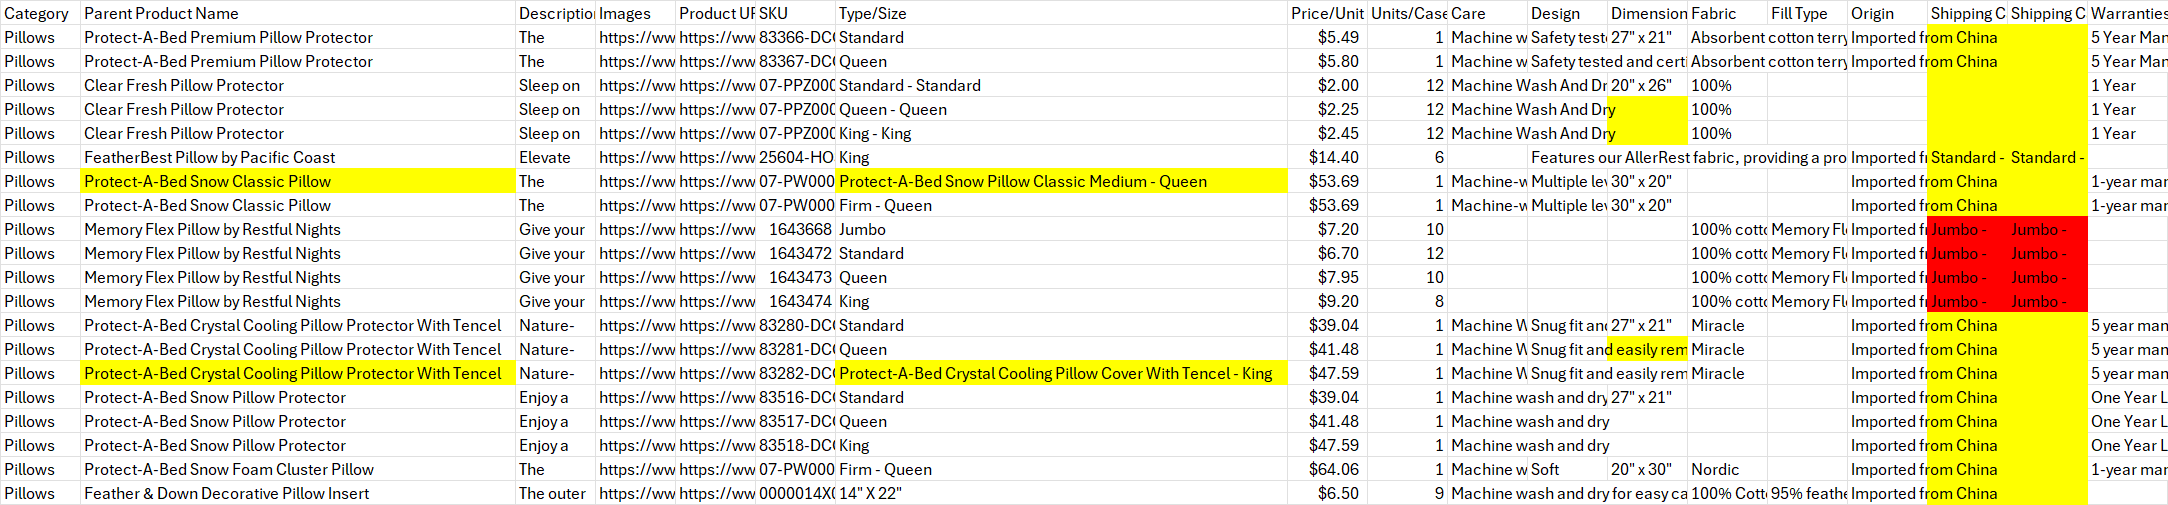 Category Parent Product Name Description Images Product UR SKU Type/Size Price/Unit Units/Case Care Design Dimension Fabric Fill Type Origin Shipping C Shipping C Warranties
Pillows Protect-A-Bed Premium Pillow Protector The https://ww https://ww 83366-DC Standard $5.49 1 Machine w Safety test 27" x 21" Absorbent cotton terry Imported from China 5 Year Man
Pillows Protect-A-Bed Premium Pillow Protector The https://ww https://ww 83367-DC Queen $5.80 1 Machine w Safety tested and certi Absorbent cotton terry Imported from China 5 Year Man
Pillows Clear Fresh Pillow Protector Sleep on https://ww https://ww 07-PPZ000 Standard - Standard $2.00 12 Machine Wash And Dr 20" x 26" 100% 1 Year
Pillows Clear Fresh Pillow Protector Sleep on https://ww https://ww 07-PPZ000 Queen - Queen $2.25 12 Machine Wash And Dry 100% 1 Year
Pillows Clear Fresh Pillow Protector Sleep on https://ww https://ww 07-PPZ000 King - King $2.45 12 Machine Wash And Dry 100% 1 Year
Pillows FeatherBest Pillow by Pacific Coast Elevate https://ww https://ww 25604-HO King $14.40 6 Features our AllerRest fabric, providing a pro Imported fr Standard - Standard -
Pillows Protect-A-Bed Snow Classic Pillow The https://ww https://ww 07-PW000 Protect-A-Bed Snow Pillow Classic Medium - Queen $53.69 1 Machine-w Multiple lev 30" x 20" Imported from China 1-year man
Pillows Protect-A-Bed Snow Classic Pillow The https://ww https://ww 07-PW000 Firm - Queen $53.69 1 Machine-w Multiple lev 30" x 20" Imported from China 1-year man
Pillows Memory Flex Pillow by Restful Nights Give your https://ww https://ww 1643668 Jumbo $7.20 10 100% cotto Memory Fle Imported fr Jumbo - Jumbo -
Pillows Memory Flex Pillow by Restful Nights Give your https://ww https://ww 1643472 Standard $6.70 12 100% cotto Memory Fle Imported fr Jumbo - Jumbo -
Pillows Memory Flex Pillow by Restful Nights Give your https://ww https://ww 1643473 Queen $7.95 10 100% cotto Memory Fle Imported fr Jumbo - Jumbo -
Pillows Memory Flex Pillow by Restful Nights Give your https://ww https://ww 1643474 King $9.20 8 100% cotto Memory Fle Imported fr Jumbo - Jumbo -
Pillows Protect-A-Bed Crystal Cooling Pillow Protector With Tencel Nature- https://ww https://ww 83280-DC Standard $39.04 1 Machine W Snug fit and 27" x 21" Miracle Imported from China 5 year man
Pillows Protect-A-Bed Crystal Cooling Pillow Protector With Tencel Nature- https://ww https://ww 83281-DC Queen $41.48 1 Machine W Snug fit and easily rem Miracle Imported from China 5 year man
Pillows Protect-A-Bed Crystal Cooling Pillow Protector With Tencel Nature- https://ww https://ww 83282-DC Protect-A-Bed Crystal Cooling Pillow Cover With Tencel - King $47.59 1 Machine W Snug fit and easily rem Miracle Imported from China 5 year man
Pillows Protect-A-Bed Snow Pillow Protector Enjoy a https://ww https://ww 83516-DC Standard $39.04 1 Machine wash and dry 27" x 21" Imported from China One Year L
Pillows Protect-A-Bed Snow Pillow Protector Enjoy a https://ww https://ww 83517-DC Queen $41.48 1 Machine wash and dry Imported from China One Year L
Pillows Protect-A-Bed Snow Pillow Protector Enjoy a https://ww https://ww 83518-DC King $47.59 1 Machine wash and dry Imported from China One Year L
Pillows Protect-A-Bed Snow Foam Cluster Pillow The https://ww https://ww 07-PW000 Firm - Queen $64.06 1 Machine w Soft 20" x 30" Nordic Imported from China 1-year man
Pillows Feather & Down Decorative Pillow Insert The outer https://ww https://ww 0000014X 14" X 22" $6.50 9 Machine wash and dry for easy ca 100% Cott 95% feathe Imported from China